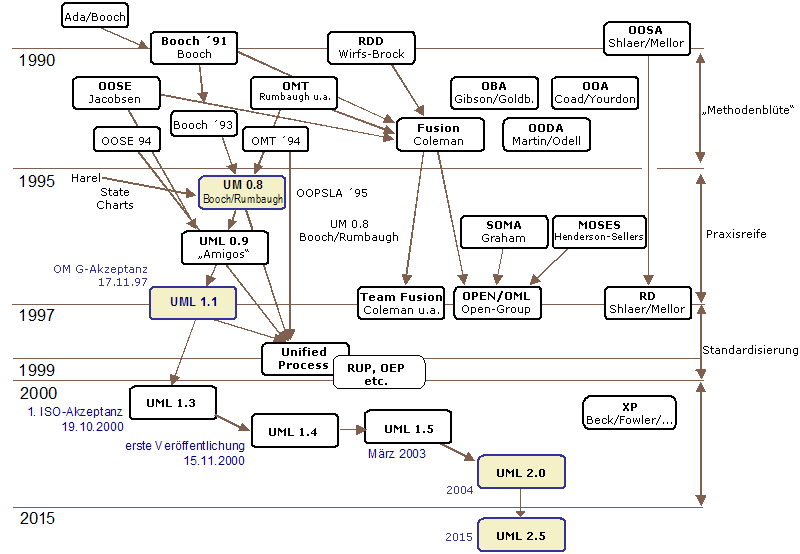 Ada/Booch
Booch ´91
Booch
RDD
Wirfs-Brock
OOSA
Shlaer/Mellor
1990
OOSE
Jacobsen
OMT
Rumbaugh u.a.
OBA
Gibson/Goldb.
OOA
Coad/Yourdon
„Methodenblüte“
Booch ´93
Fusion
Coleman
OODA
Martin/Odell
OOSE 94
OMT ´94
1995
Harel
State
Charts
UM 0.8
Booch/Rumbaugh
OOPSLA ´95
UM 0.8
Booch/Rumbaugh
SOMA
Graham
MOSES
Henderson-Sellers
Praxisreife
UML 0.9
„Amigos“
OM G-Akzeptanz
17.11.97
UML 1.1
Team Fusion
Coleman u.a.
OPEN/OML
Open-Group
RD
Shlaer/Mellor
1997
Unified
Process
Standardisierung
1999
RUP, OEP
etc.
2000
UML 1.3
1. ISO-Akzeptanz
19.10.2000
XP
Beck/Fowler/...
UML 1.4
UML 1.5
erste Veröffentlichung
15.11.2000
März 2003
UML 2.0
2004
2015
UML 2.5
2015